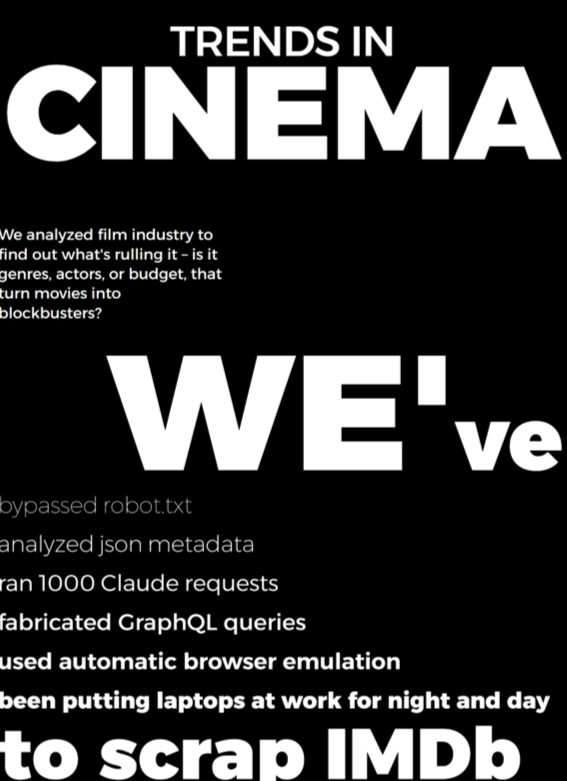 TRENDS IN
CINEMA
We analyzed film industry to
find out what's rulling it – is it
genres, actors, or budget, that
turn movies into
blockbusters?
WE've
bypassed robot.txt
analyzed json metadata
ran 1000 Claude requests
fabricated GraphQL queries
used automatic browser emulation
been putting laptops at work for night and day
to scrap IMDb